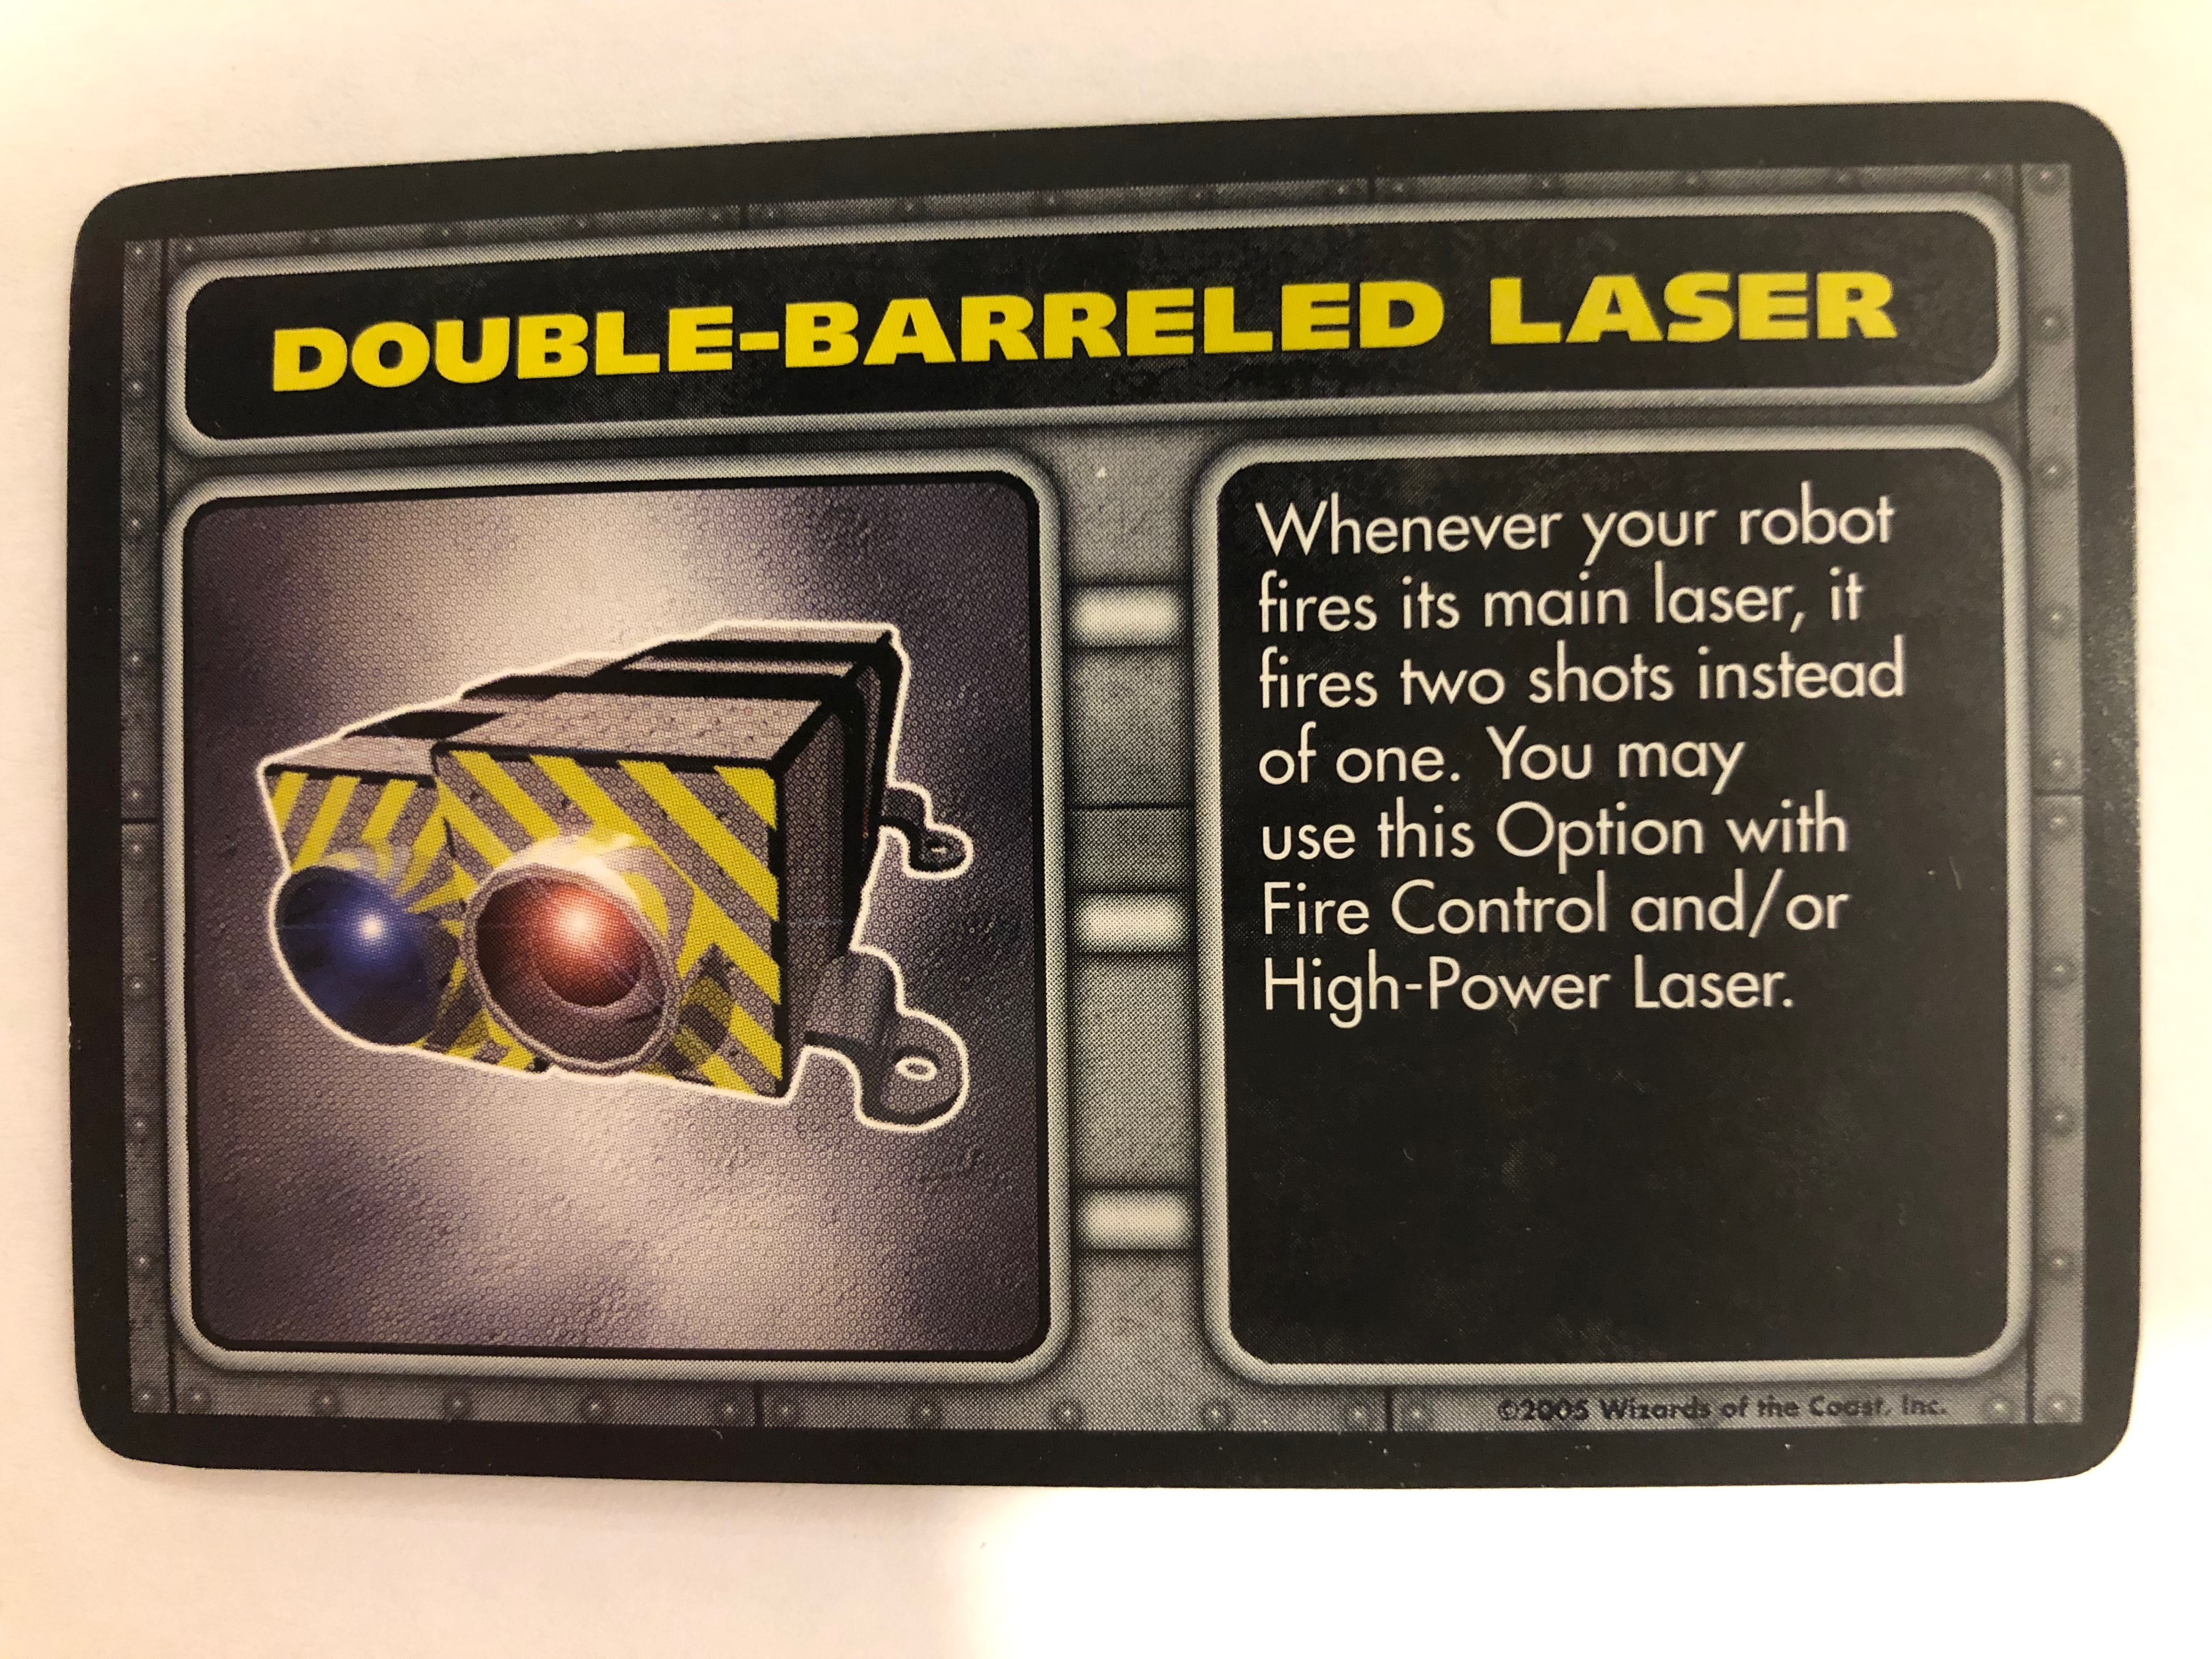 DOUBLE-BARRELED LASER
Whenever your robot
fires its main laser, it
fires two shots instead
of one. You may
use this Option with
Fire Control and/or
High-Power Laser.
©2005 Wizards of the Coast, Inc.